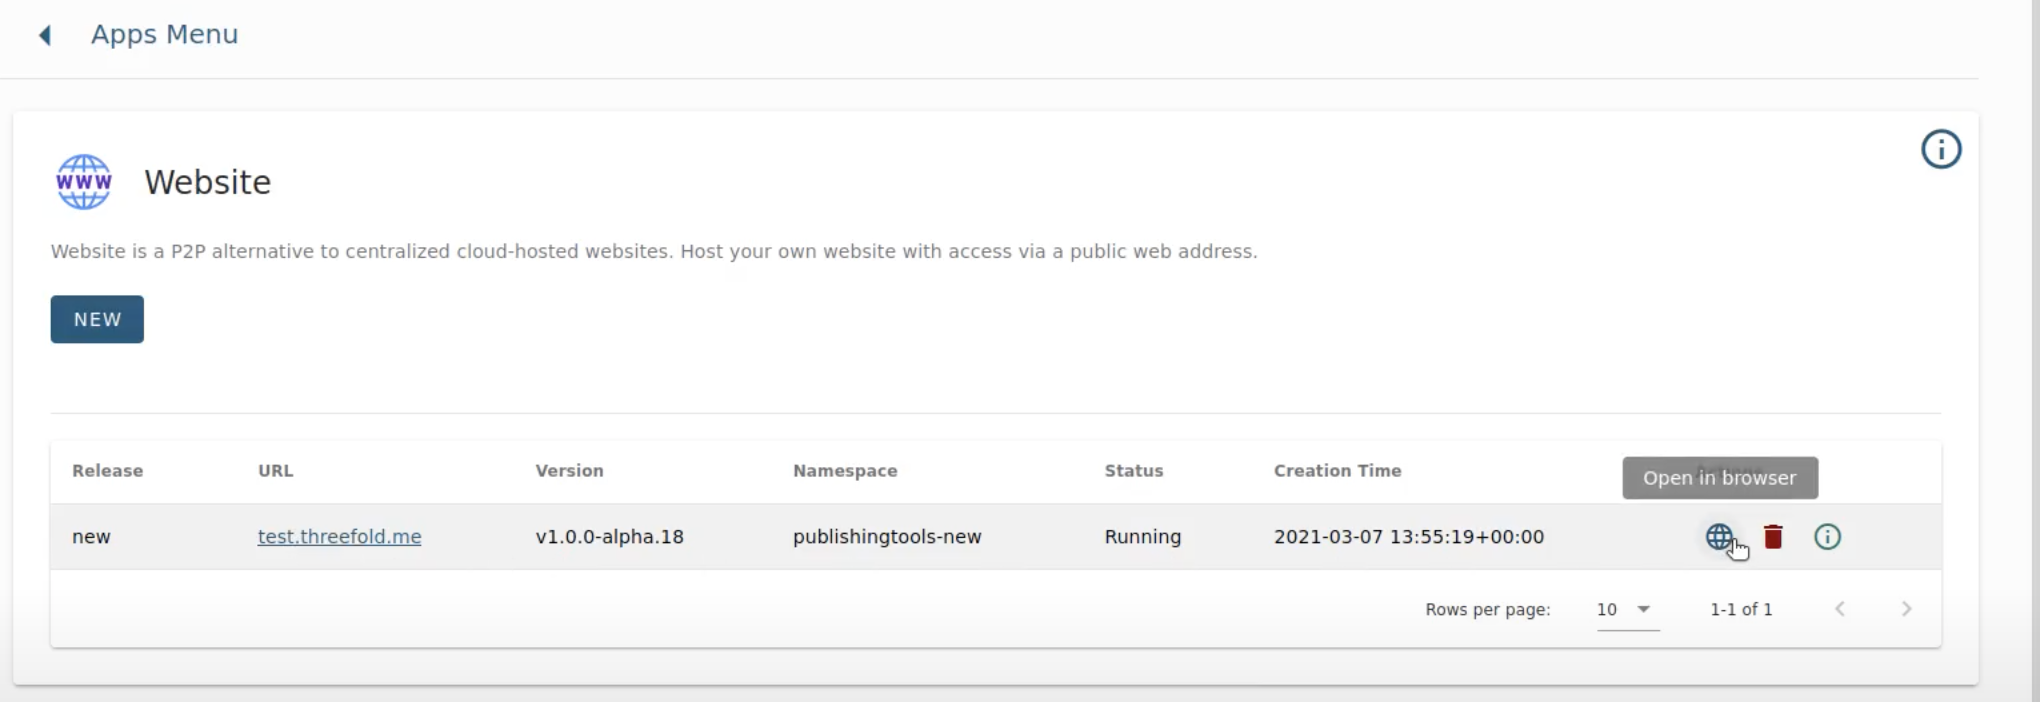 Apps Menu
WWW
Website
Website is a P2P alternative to centralized cloud-hosted websites. Host your own website with access via a public web address.
NEW
Release URL Version Namespace Status Creation Time Actions
Open in browser
new test.threefold.me v1.0.0-alpha.18 publishingtools-new Running 2021-03-07 13:55:19+00:00
Rows per page: 10 1-1 of 1